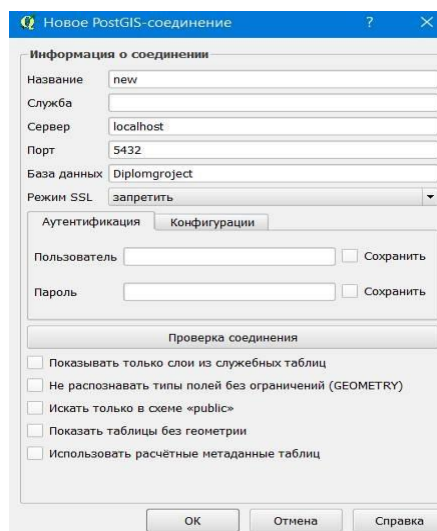 Новое PostGIS-соединение
Информация о соединении
Название new
Служба
Сервер localhost
Порт 5432
База данных Diplomgroject
Режим SSL запретить
Аутентификация Конфигурации
Пользователь Сохранить
Пароль Сохранить
Проверка соединения
Показывать только слои из служебных таблиц
Не распознавать типы полей без ограничений (GEOMETRY)
Искать только в схеме «public»
Показать таблицы без геометрии
Использовать расчётные метаданные таблиц
ОК Отмена Справка